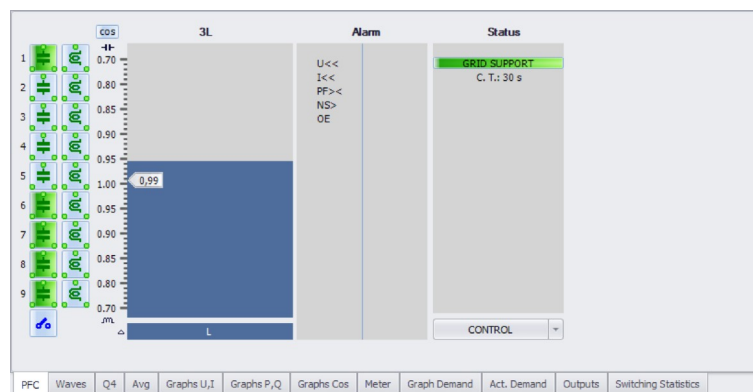 cos 3L Alarm Status
0.70
0.80
0.85
0.90
0.95
1.00
0.95
0.90
0.85
0.80
0.70
1
2
3
4
5
6
7
8
9
0,99
L
U<<
I<<
PF><
NS>
OE
GRID SUPPORT
C. T.: 30 s
CONTROL
PFC Waves Q4 Avg Graphs U,I Graphs P,Q Graphs Cos Meter Graph Demand Act. Demand Outputs Switching Statistics